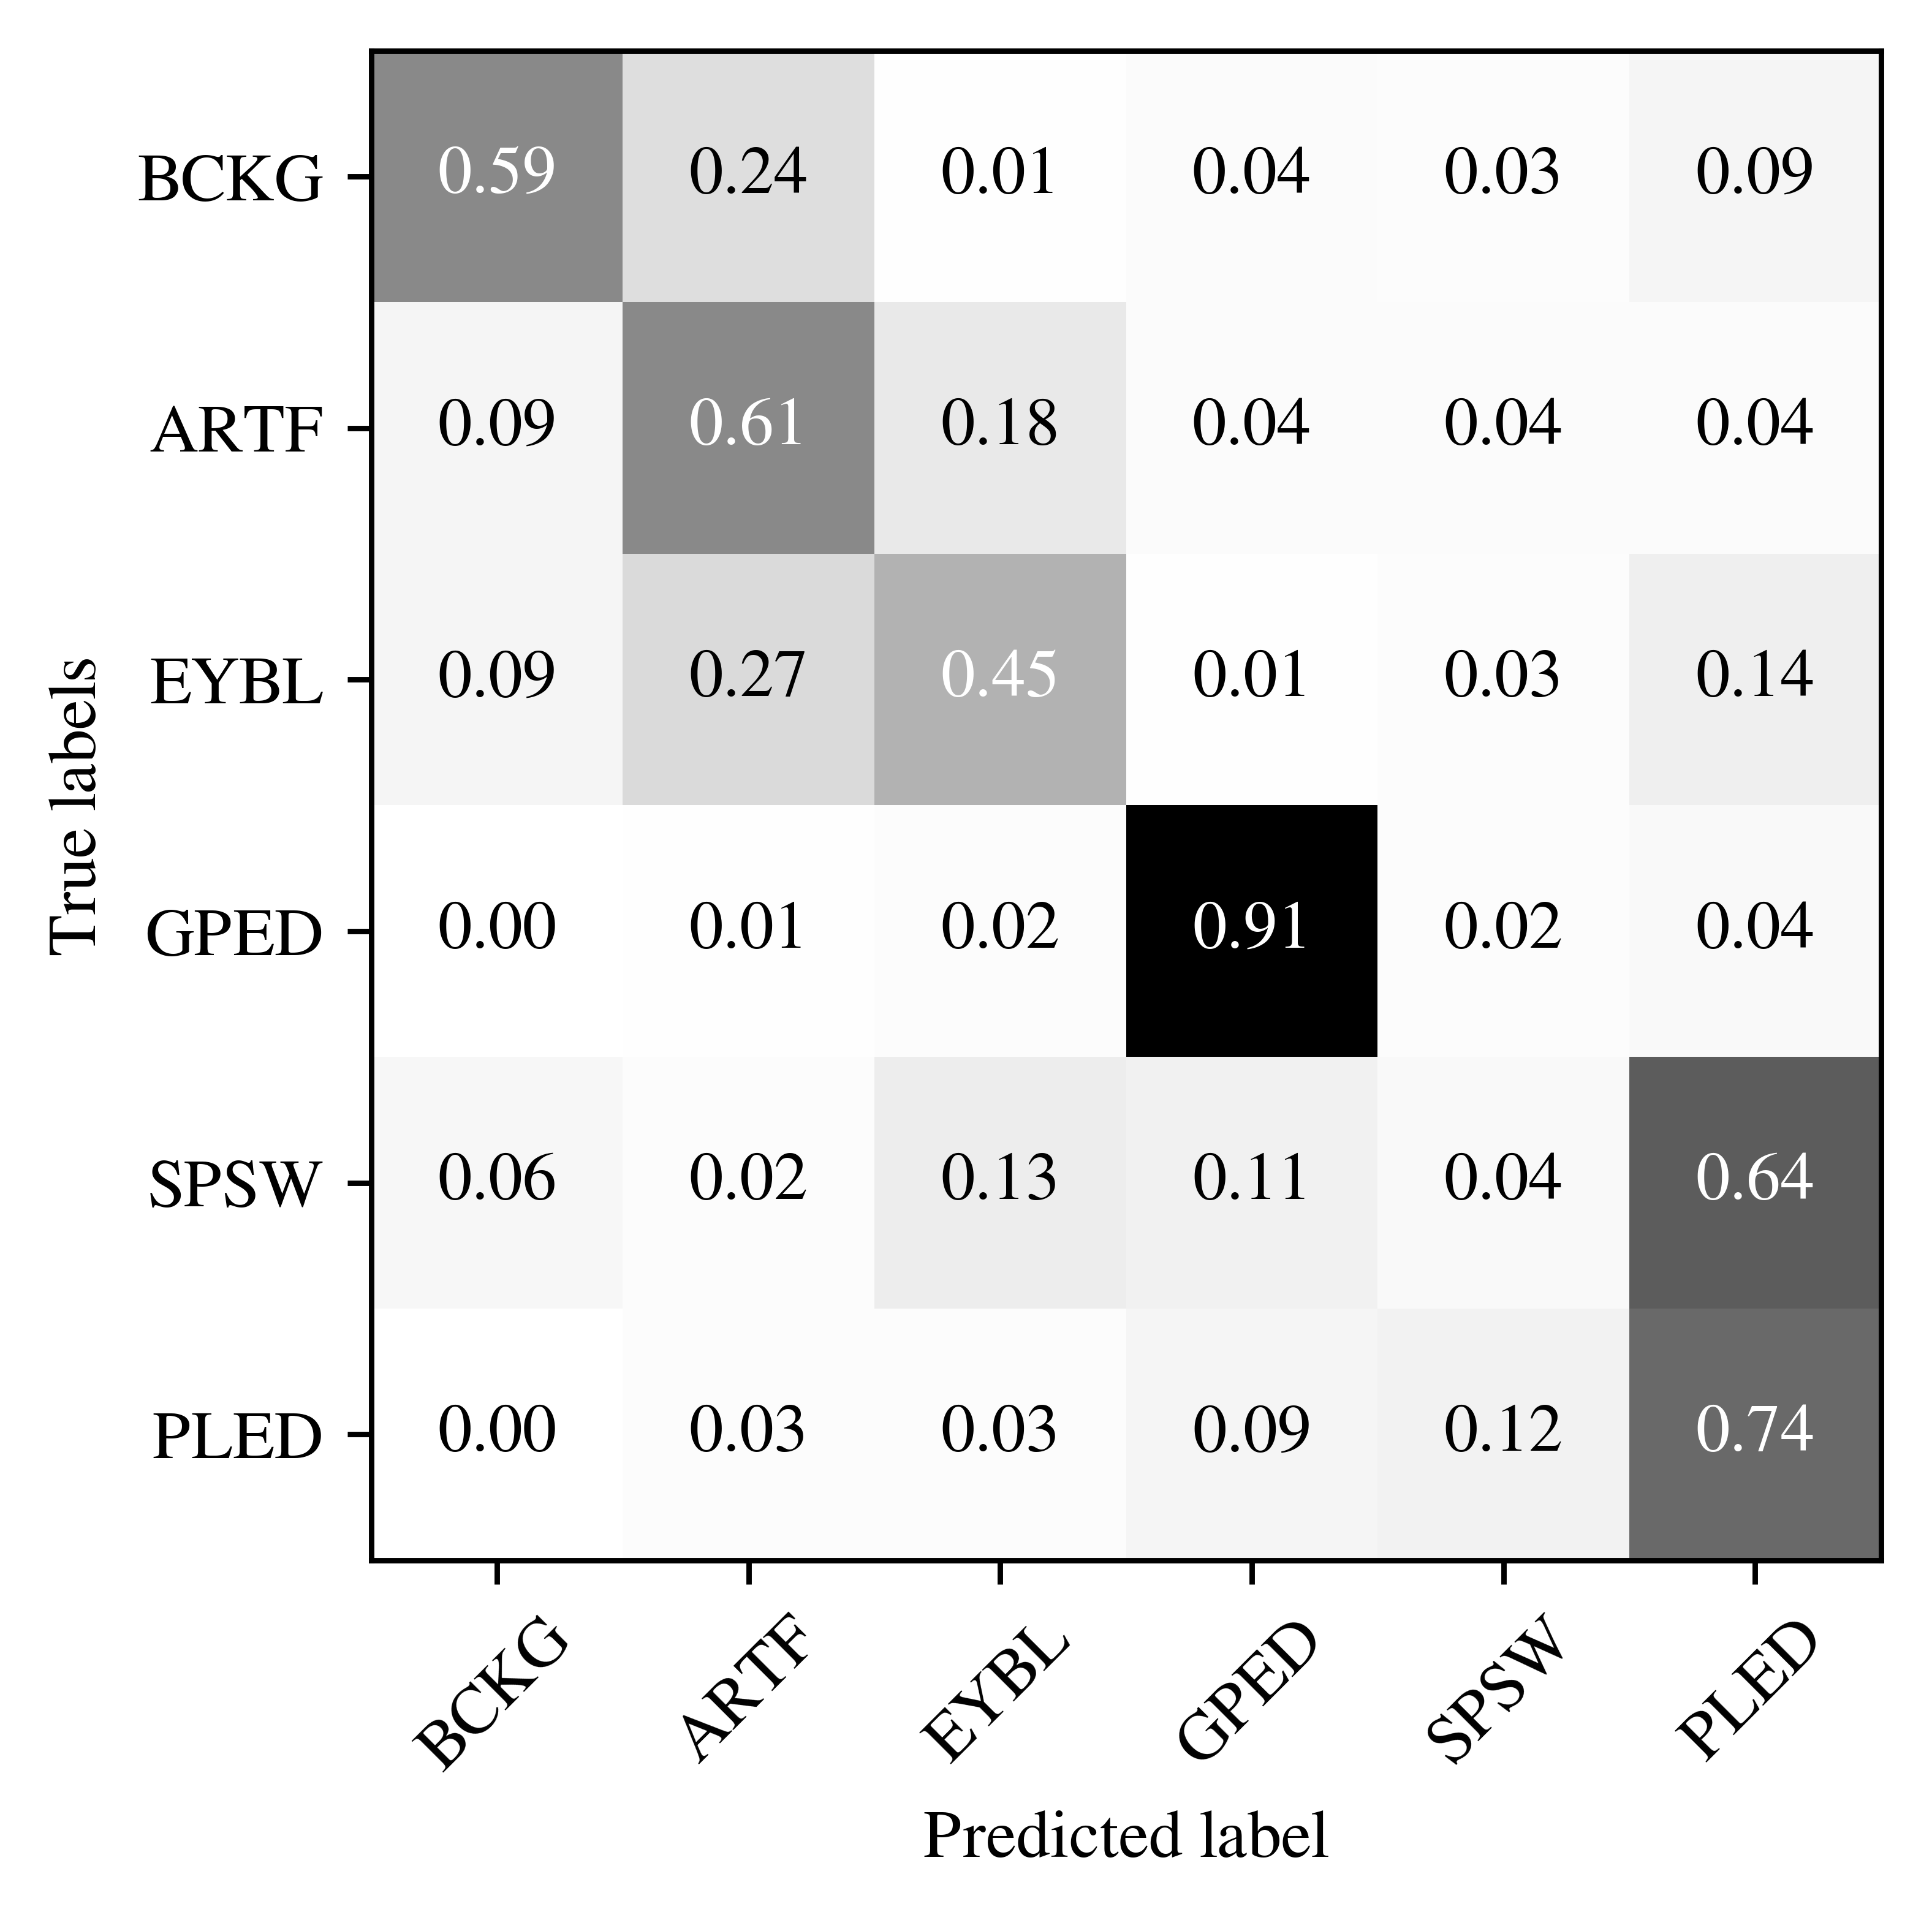 BCKG 0.59 0.24 0.01 0.04 0.03 0.09
ARTF 0.09 0.61 0.18 0.04 0.04 0.04
EYBL 0.09 0.27 0.45 0.01 0.03 0.14
GPED 0.00 0.01 0.02 0.91 0.02 0.04
SPSW 0.06 0.02 0.13 0.11 0.04 0.64
PLED 0.00 0.03 0.03 0.09 0.12 0.74
True labels
BCKG ARTF EYBL GPED SPSW PLED
Predicted label